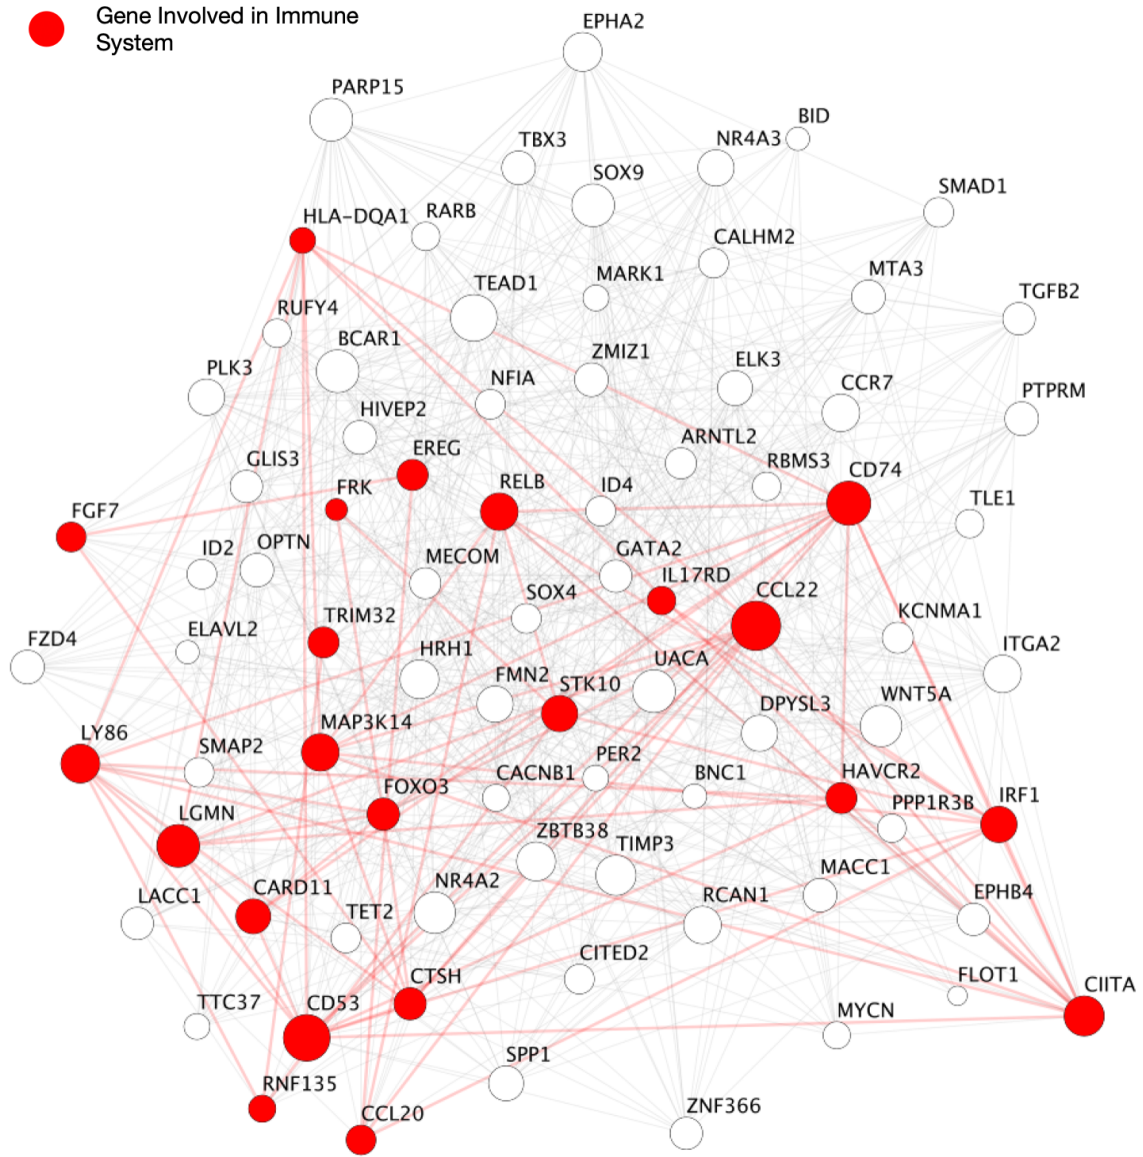 Gene Involved in Immune
System
EPHA2
PARP15
BID
TBX3
NR4A3
SOX9
SMAD1
HLA-DQA1
RARB
CALHM2
MARK1
MTA3
TEAD1
TGFB2
RUFY4
BCAR1
ZMIZ1
ELK3
PLK3
NFIA
CCR7
PTPRM
HIVEP2
ARNTL2
EREG
GLIS3
RBMS3
CD74
FRK
RELB
ID4
TLE1
FGF7
ID2
OPTN
MECOM
GATA2
IL17RD
SOX4
CCL22
KCNMA1
TRIM32
ELAVL2
FZD4
HRH1
UACA
ITGA2
FMN2
STK10
WNT5A
DPYSL3
MAP3K14
LY86
SMAP2
PER2
CACNB1
BNC1
HAVCR2
FOXO3
IRF1
PPP1R3B
LGMN
ZBTB38
TIMP3
MACC1
CARD11
NR4A2
LACC1
RCAN1
EPHB4
TET2
CITED2
CTSH
FLOT1
CIITA
TTC37
CD53
MYCN
SPP1
RNF135
ZNF366
CCL20